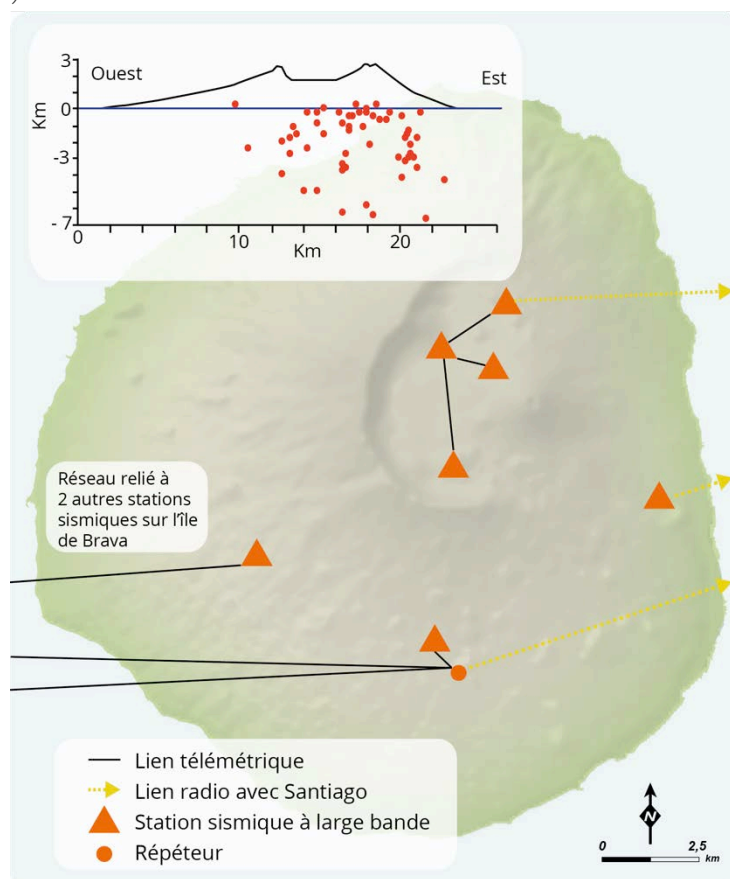 3
Ouest
Est
0
Km
-3
-7
0
10
20
Km
Réseau relié à
2 autres stations
sismiques sur l'île
de Brava
Lien télémétrique
Lien radio avec Santiago
Station sismique à large bande
Répéteur
N
0 2,5
km